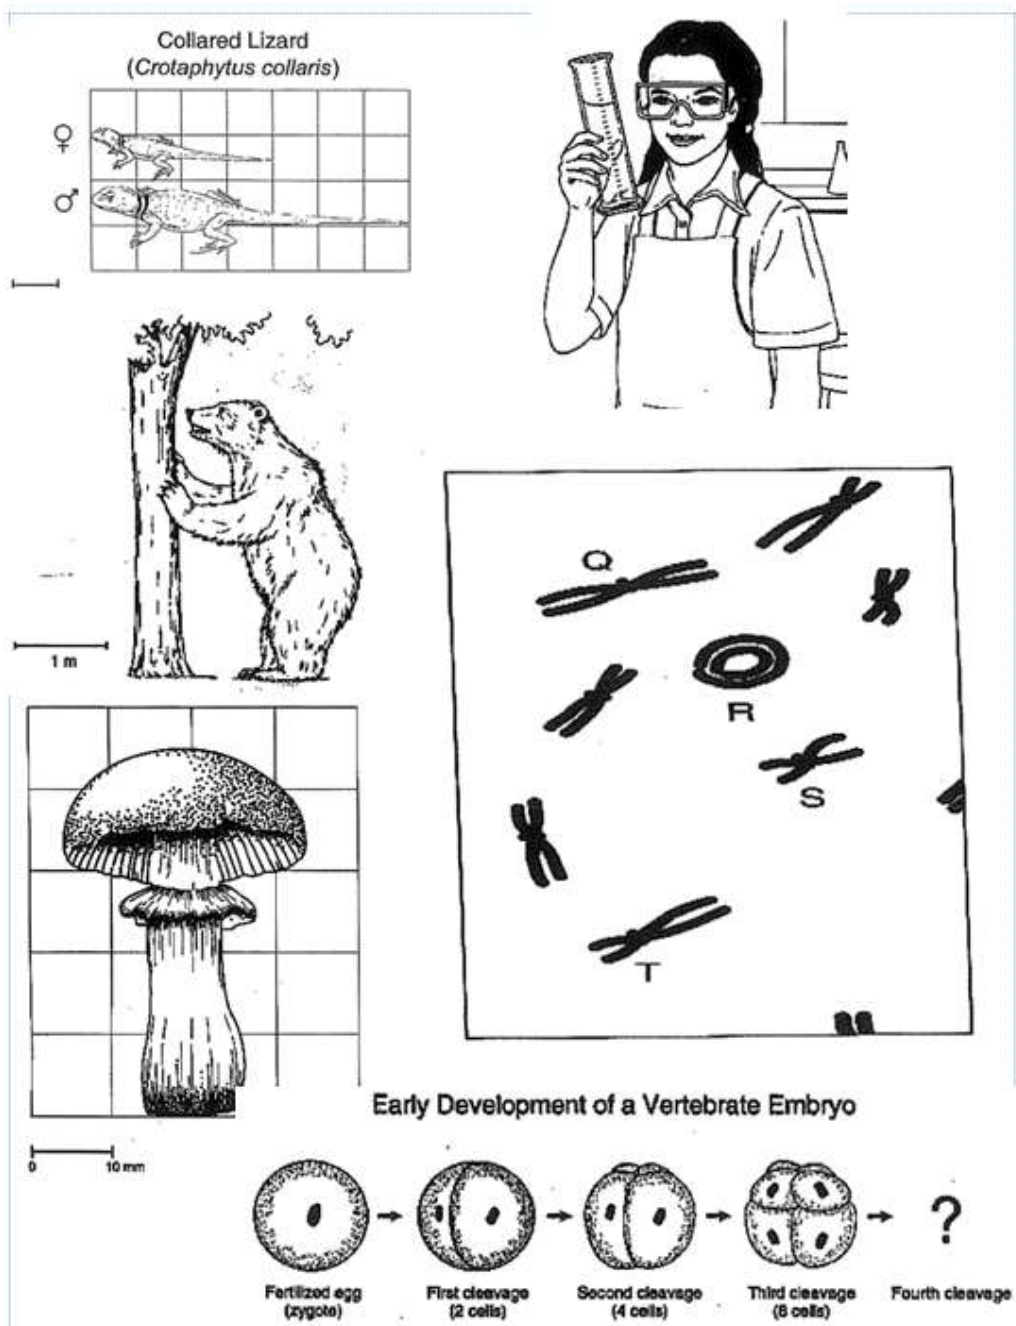 Collared Lizard
(Crotaphytus collaris)
♀
♂
1 m
Q
R
S
T
0 10 mm
Early Development of a Vertebrate Embryo
?
Fertilized egg
(zygote)
First cleavage
(2 cells)
Second cleavage
(4 cells)
Third cleavage
(8 cells)
Fourth cleavage